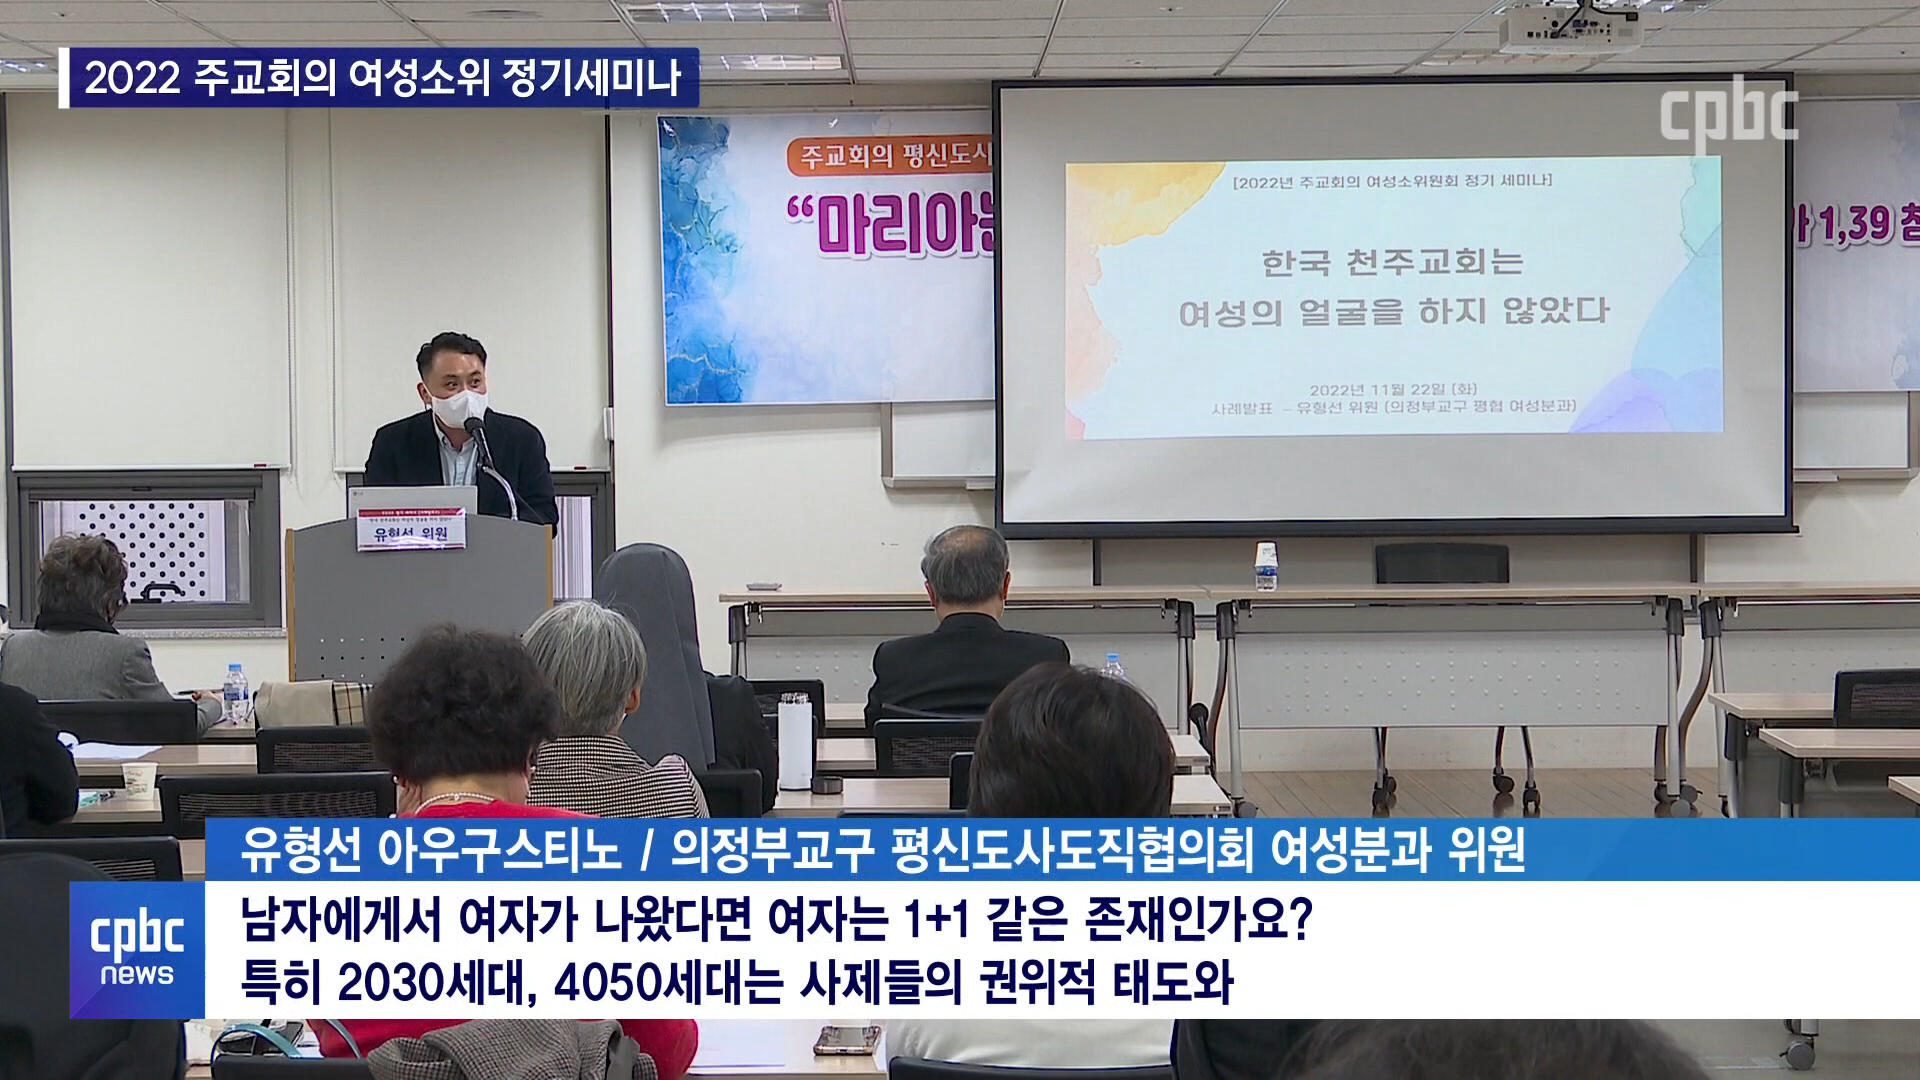 2022 주교회의 여성소위 정기세미나
cpbc
주교회의 평신도사
“마리아는
1,39 참
[2022년 주교회의 여성소위원회 정기 세미나]
한국 천주교회는
여성의 얼굴을 하지 않았다
2022년 11월 22일 (화)
사례발표 – 유형선 위원 (의정부교구 평협 여성분과)
유형선 위원
유형선 아우구스티노 / 의정부교구 평신도사도직협의회 여성분과 위원
cpbc
news
남자에게서 여자가 나왔다면 여자는 1+1 같은 존재인가요?
특히 2030세대, 4050세대는 사제들의 권위적 태도와